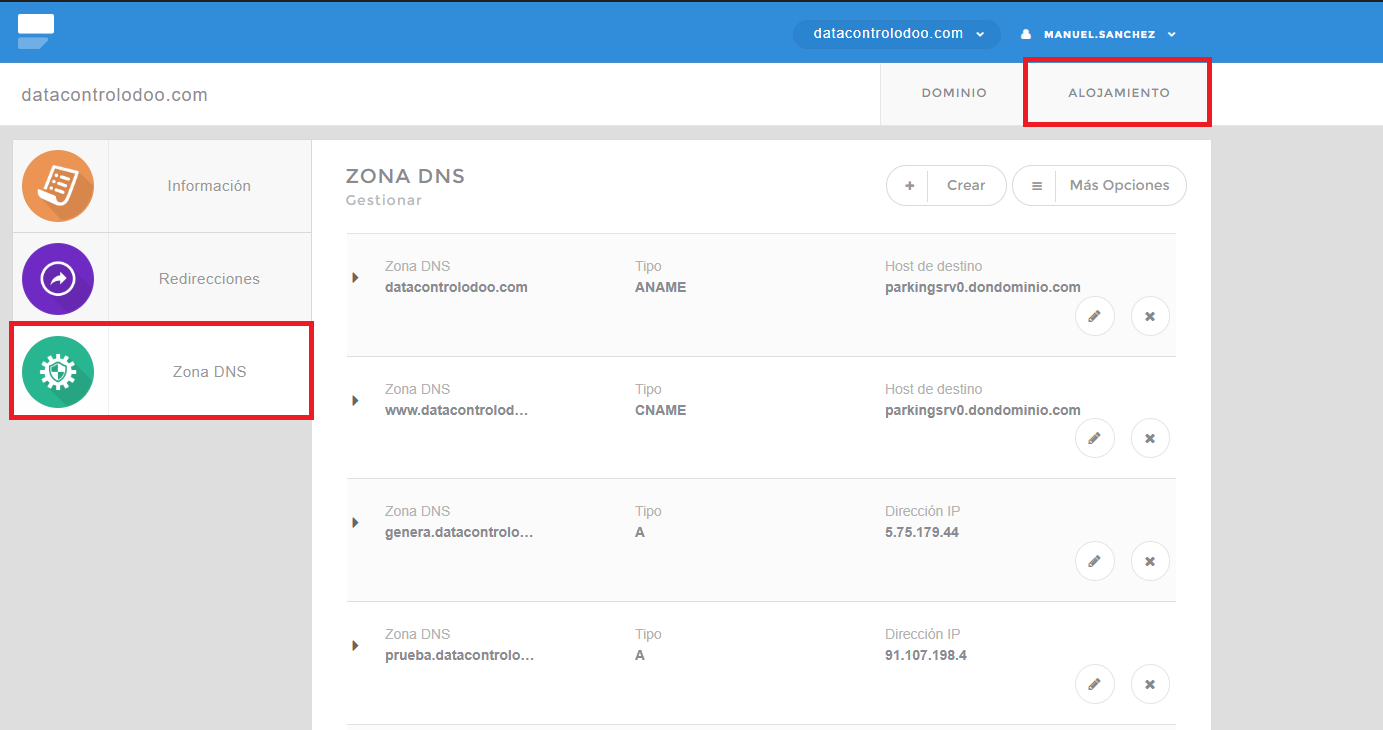 datacontrolodoo.com
MANUEL.SANCHEZ
datacontrolodoo.com
DOMINIO
ALOJAMIENTO
Información
Redirecciones
Zona DNS
ZONA DNS
Gestionar
Crear
Más Opciones
Zona DNS Tipo Host de destino
datacontrolodoo.com ANAME parkingsrv0.dondominio.com
Zona DNS Tipo Host de destino
www.datacontrolod... CNAME parkingsrv0.dondominio.com
Zona DNS Tipo Dirección IP
genera.datacontrolo... A 5.75.179.44
Zona DNS Tipo Dirección IP
prueba.datacontrolo... A 91.107.198.4